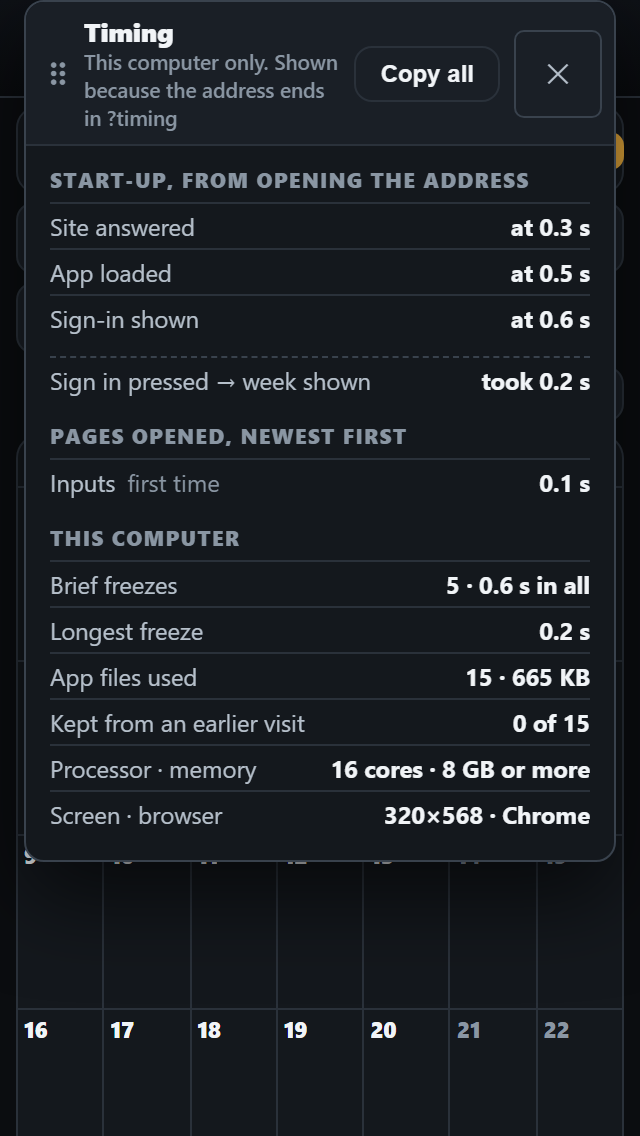 Timing
This computer only. Shown
because the address ends
in ?timing
Copy all
START-UP, FROM OPENING THE ADDRESS
Site answered at 0.3 s
App loaded at 0.5 s
Sign-in shown at 0.6 s
Sign in pressed → week shown took 0.2 s
PAGES OPENED, NEWEST FIRST
Inputs first time 0.1 s
THIS COMPUTER
Brief freezes 5 · 0.6 s in all
Longest freeze 0.2 s
App files used 15 · 665 KB
Kept from an earlier visit 0 of 15
Processor · memory 16 cores · 8 GB or more
Screen · browser 320×568 · Chrome
16 17 18 19 20 21 22